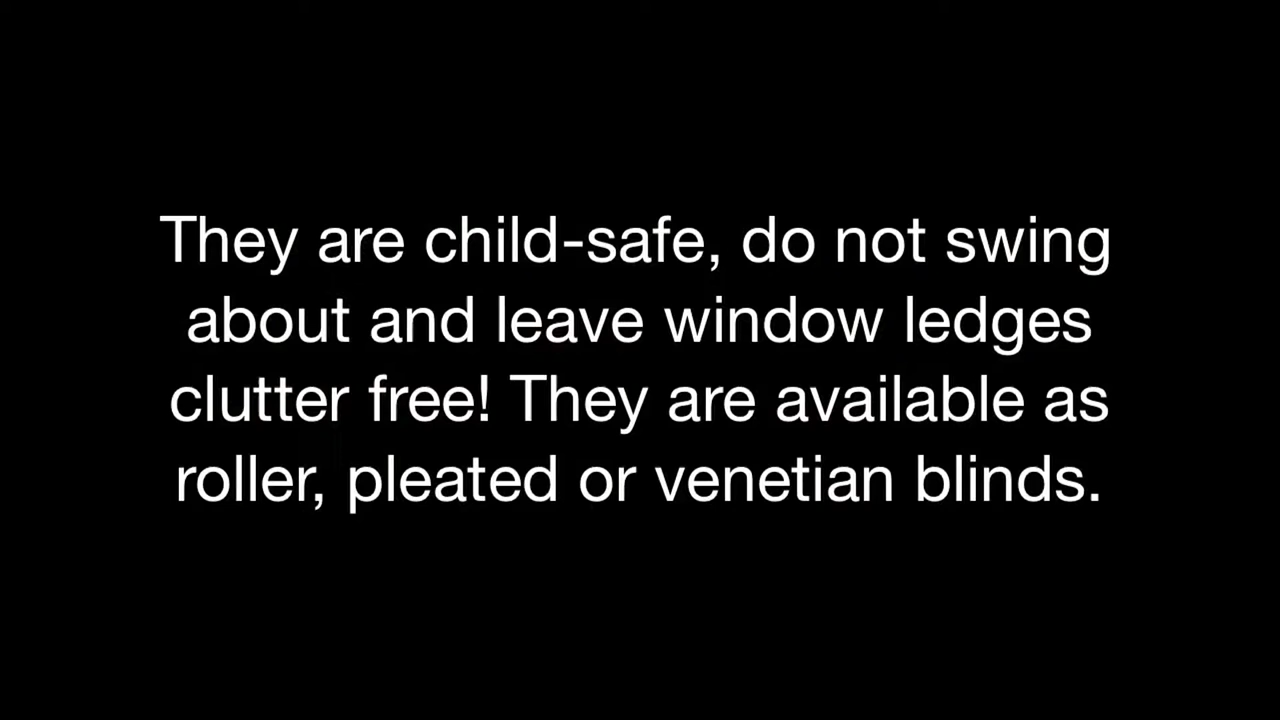 They are child-safe, do not swing
about and leave window ledges
clutter free! They are available as
roller, pleated or venetian blinds.